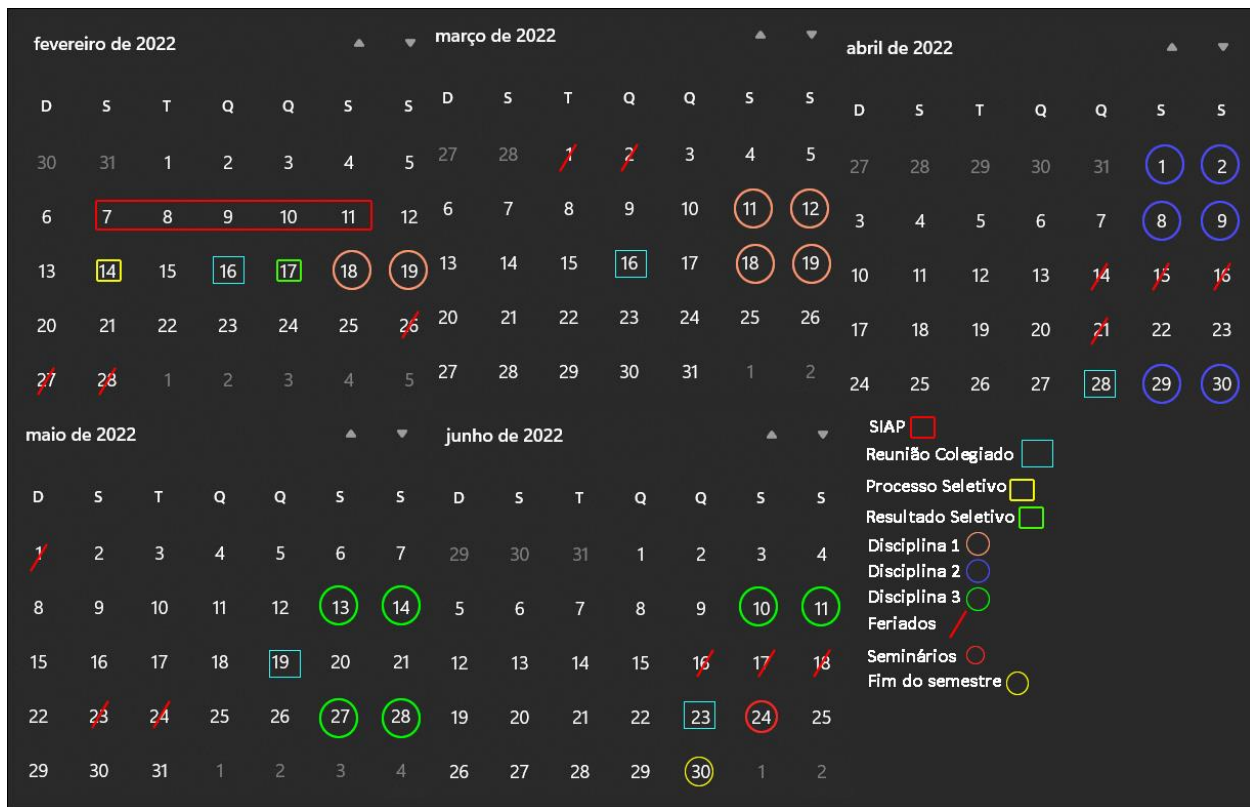 fevereiro de 2022
D S T Q Q S S
30 31 1 2 3 4 5
6 7 8 9 10 11 12
13 14 15 16 17 18 19
20 21 22 23 24 25 26
27 28 1 2 3 4 5
março de 2022
D S T Q Q S S
27 28 1 2 3 4 5
6 7 8 9 10 11 12
13 14 15 16 17 18 19
20 21 22 23 24 25 26
27 28 29 30 31 1 2
abril de 2022
D S T Q Q S S
27 28 29 30 31 1 2
3 4 5 6 7 8 9
10 11 12 13 14 15 16
17 18 19 20 21 22 23
24 25 26 27 28 29 30
maio de 2022
D S T Q Q S S
1 2 3 4 5 6 7
8 9 10 11 12 13 14
15 16 17 18 19 20 21
22 23 24 25 26 27 28
29 30 31 1 2 3 4
junho de 2022
D S T Q Q S S
29 30 31 1 2 3 4
5 6 7 8 9 10 11
12 13 14 15 16 17 18
19 20 21 22 23 24 25
26 27 28 29 30 1 2
SIAP
Reunião Colegiado
Processo Seletivo
Resultado Seletivo
Disciplina 1
Disciplina 2
Disciplina 3
Feriados
Seminários
Fim do semestre